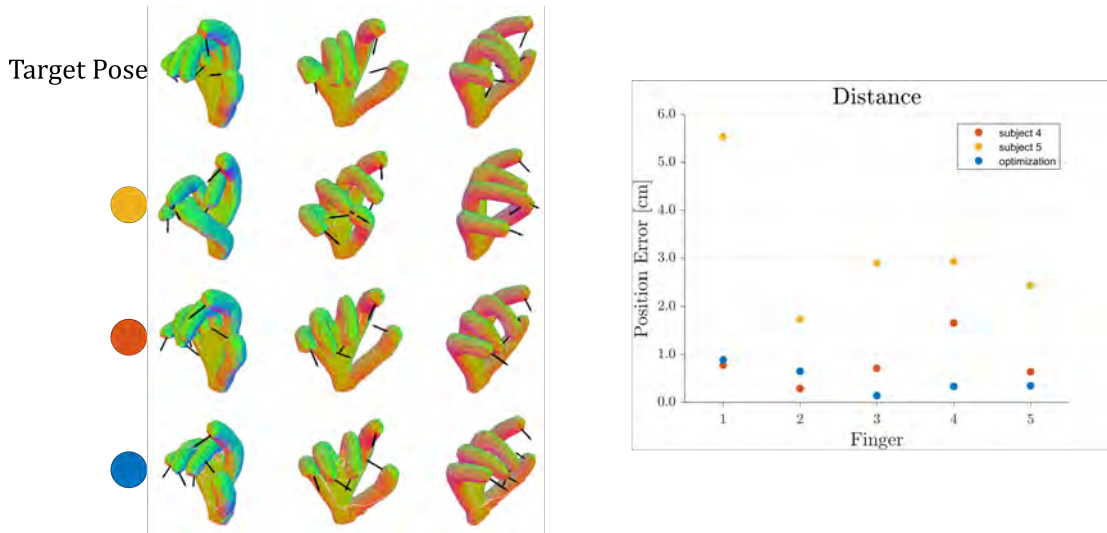 Target Pose
Distance
6.0
5.0
4.0
3.0
2.0
1.0
0.0
Position Error [cm]
subject 4
subject 5
optimization
1 2 3 4 5
Finger